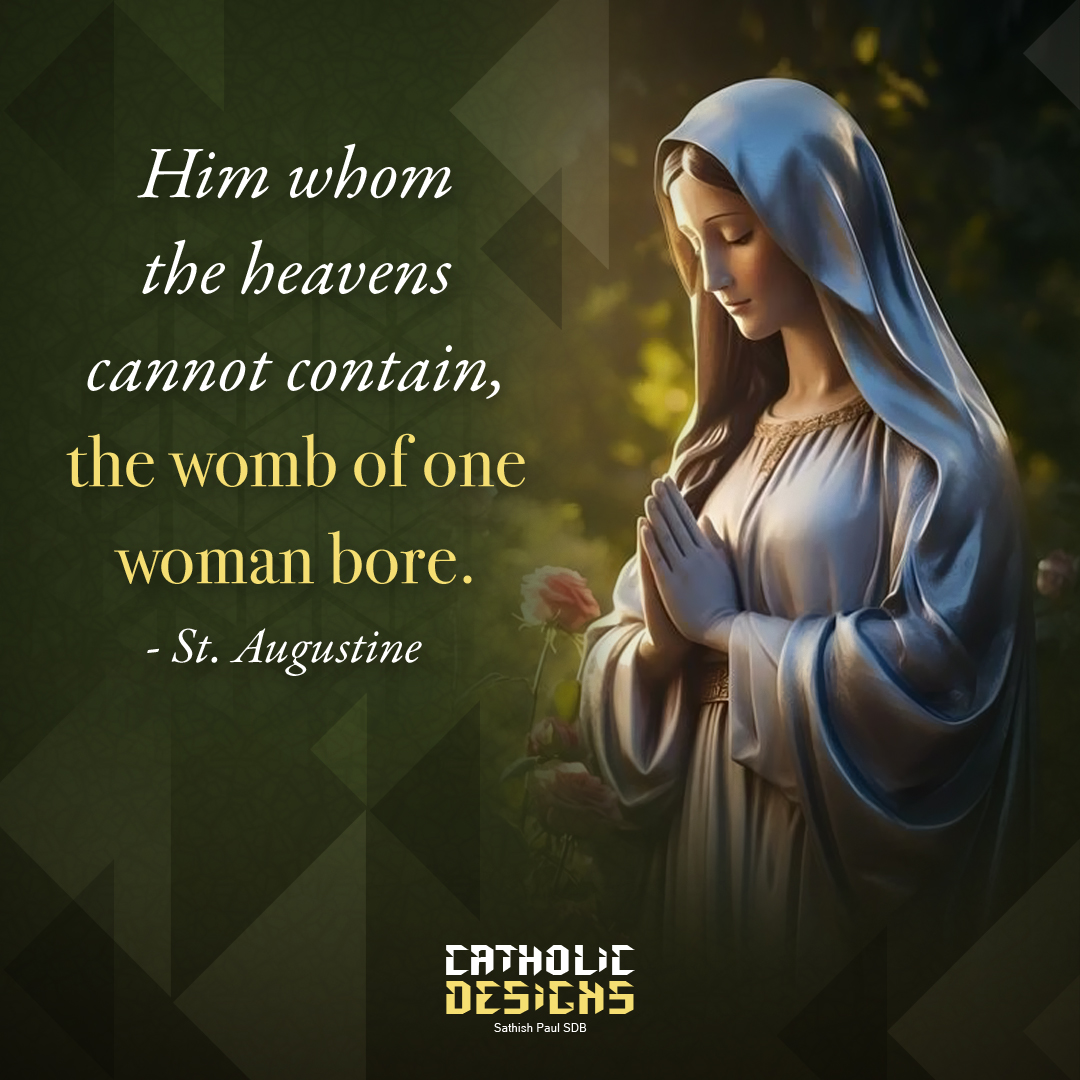 Him whom
the heavens
cannot contain,
the womb of one
woman bore.
- St. Augustine
CATHOLIC
DESIGNS
Sathish Paul SDB